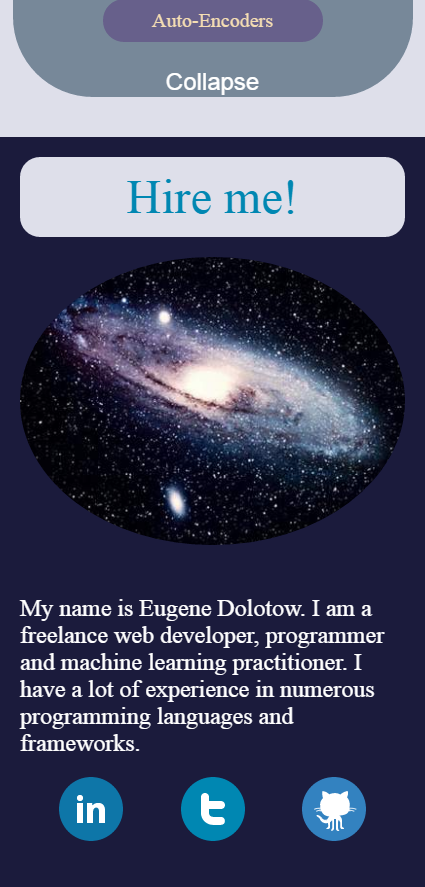 Auto-Encoders
Collapse
Hire me!
My name is Eugene Dolotow. I am a
freelance web developer, programmer
and machine learning practitioner. I
have a lot of experience in numerous
programming languages and
frameworks.
in
t